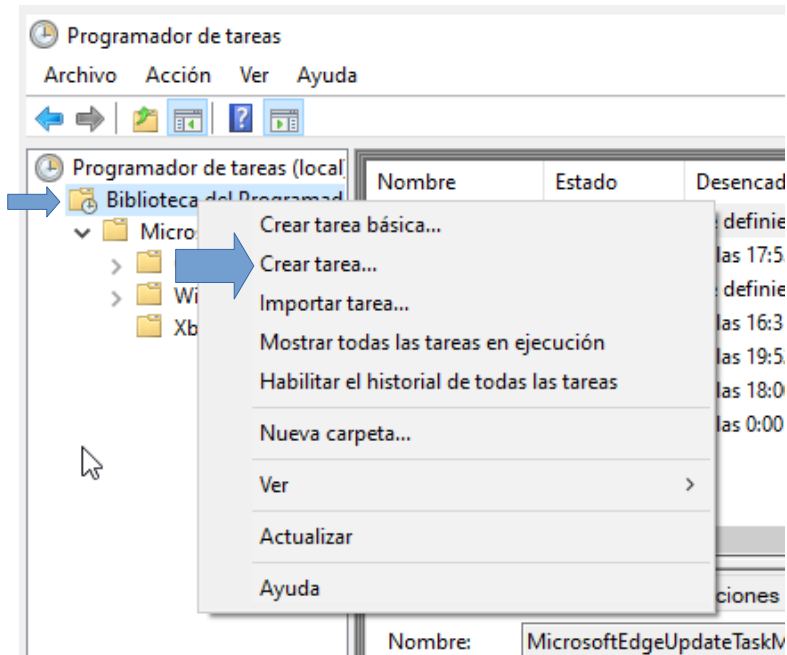 Programador de tareas
Archivo Acción Ver Ayuda
Programador de tareas (local)
Nombre Estado Desencad
Biblioteca del Programad
Micro
Wi
Xb
Crear tarea básica...
Crear tarea...
Importar tarea...
Mostrar todas las tareas en ejecución
Habilitar el historial de todas las tareas
Nueva carpeta...
Ver
Actualizar
Ayuda
definie
las 17:5
definie
las 16:3
las 19:5
las 18:0
las 0:00
ciones
Nombre: MicrosoftEdgeUpdateTaskM